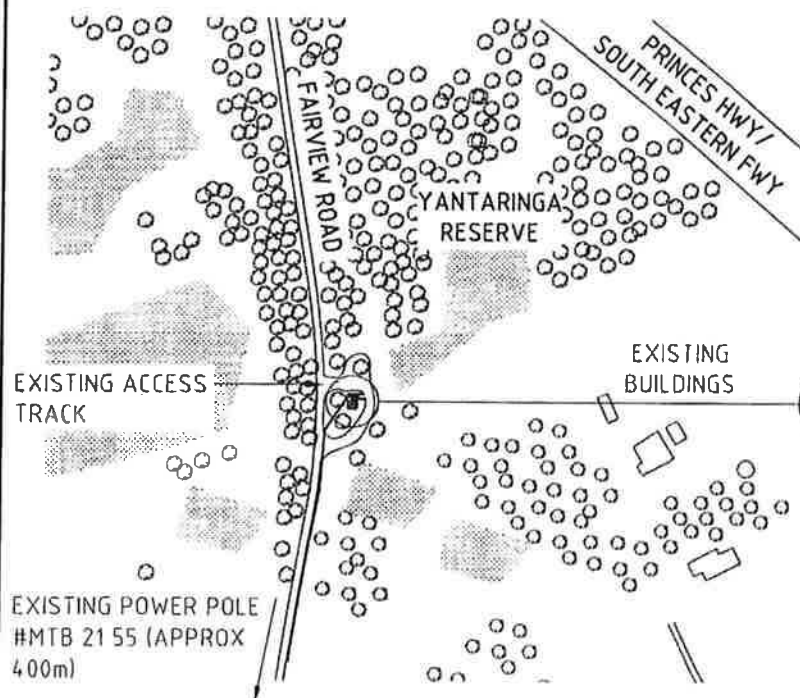 FAIRVIEW ROAD
PRINCES HWY/
SOUTH EASTERN FWY
YANTARINGA
RESERVE
EXISTING
BUILDINGS
EXISTING ACCESS
TRACK
EXISTING POWER POLE
#MTB 21 55 (APPROX
400m)